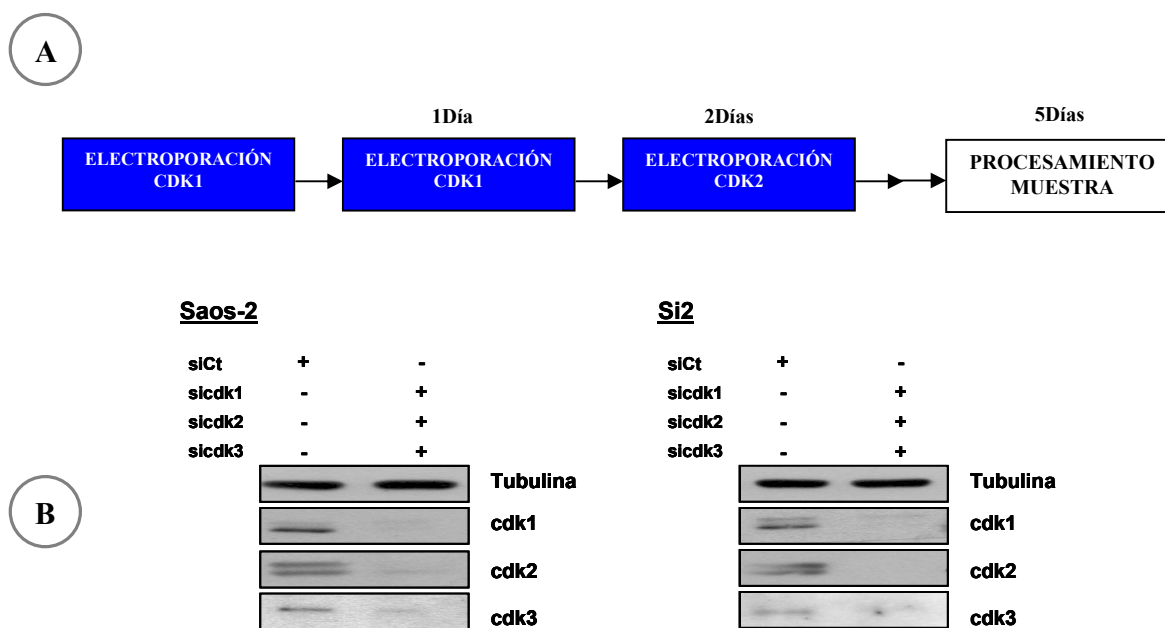 A
1Día 2Días 5Días
ELECTROPORACIÓN CDK1
ELECTROPORACIÓN CDK1
ELECTROPORACIÓN CDK2
PROCESAMIENTO MUESTRA
Saos-2
siCt + -
sicdk1 - +
sicdk2 - +
sicdk3 - +
Tubulina
cdk1
cdk2
cdk3
Si2
siCt + -
sicdk1 - +
sicdk2 - +
sicdk3 - +
Tubulina
cdk1
cdk2
cdk3
B